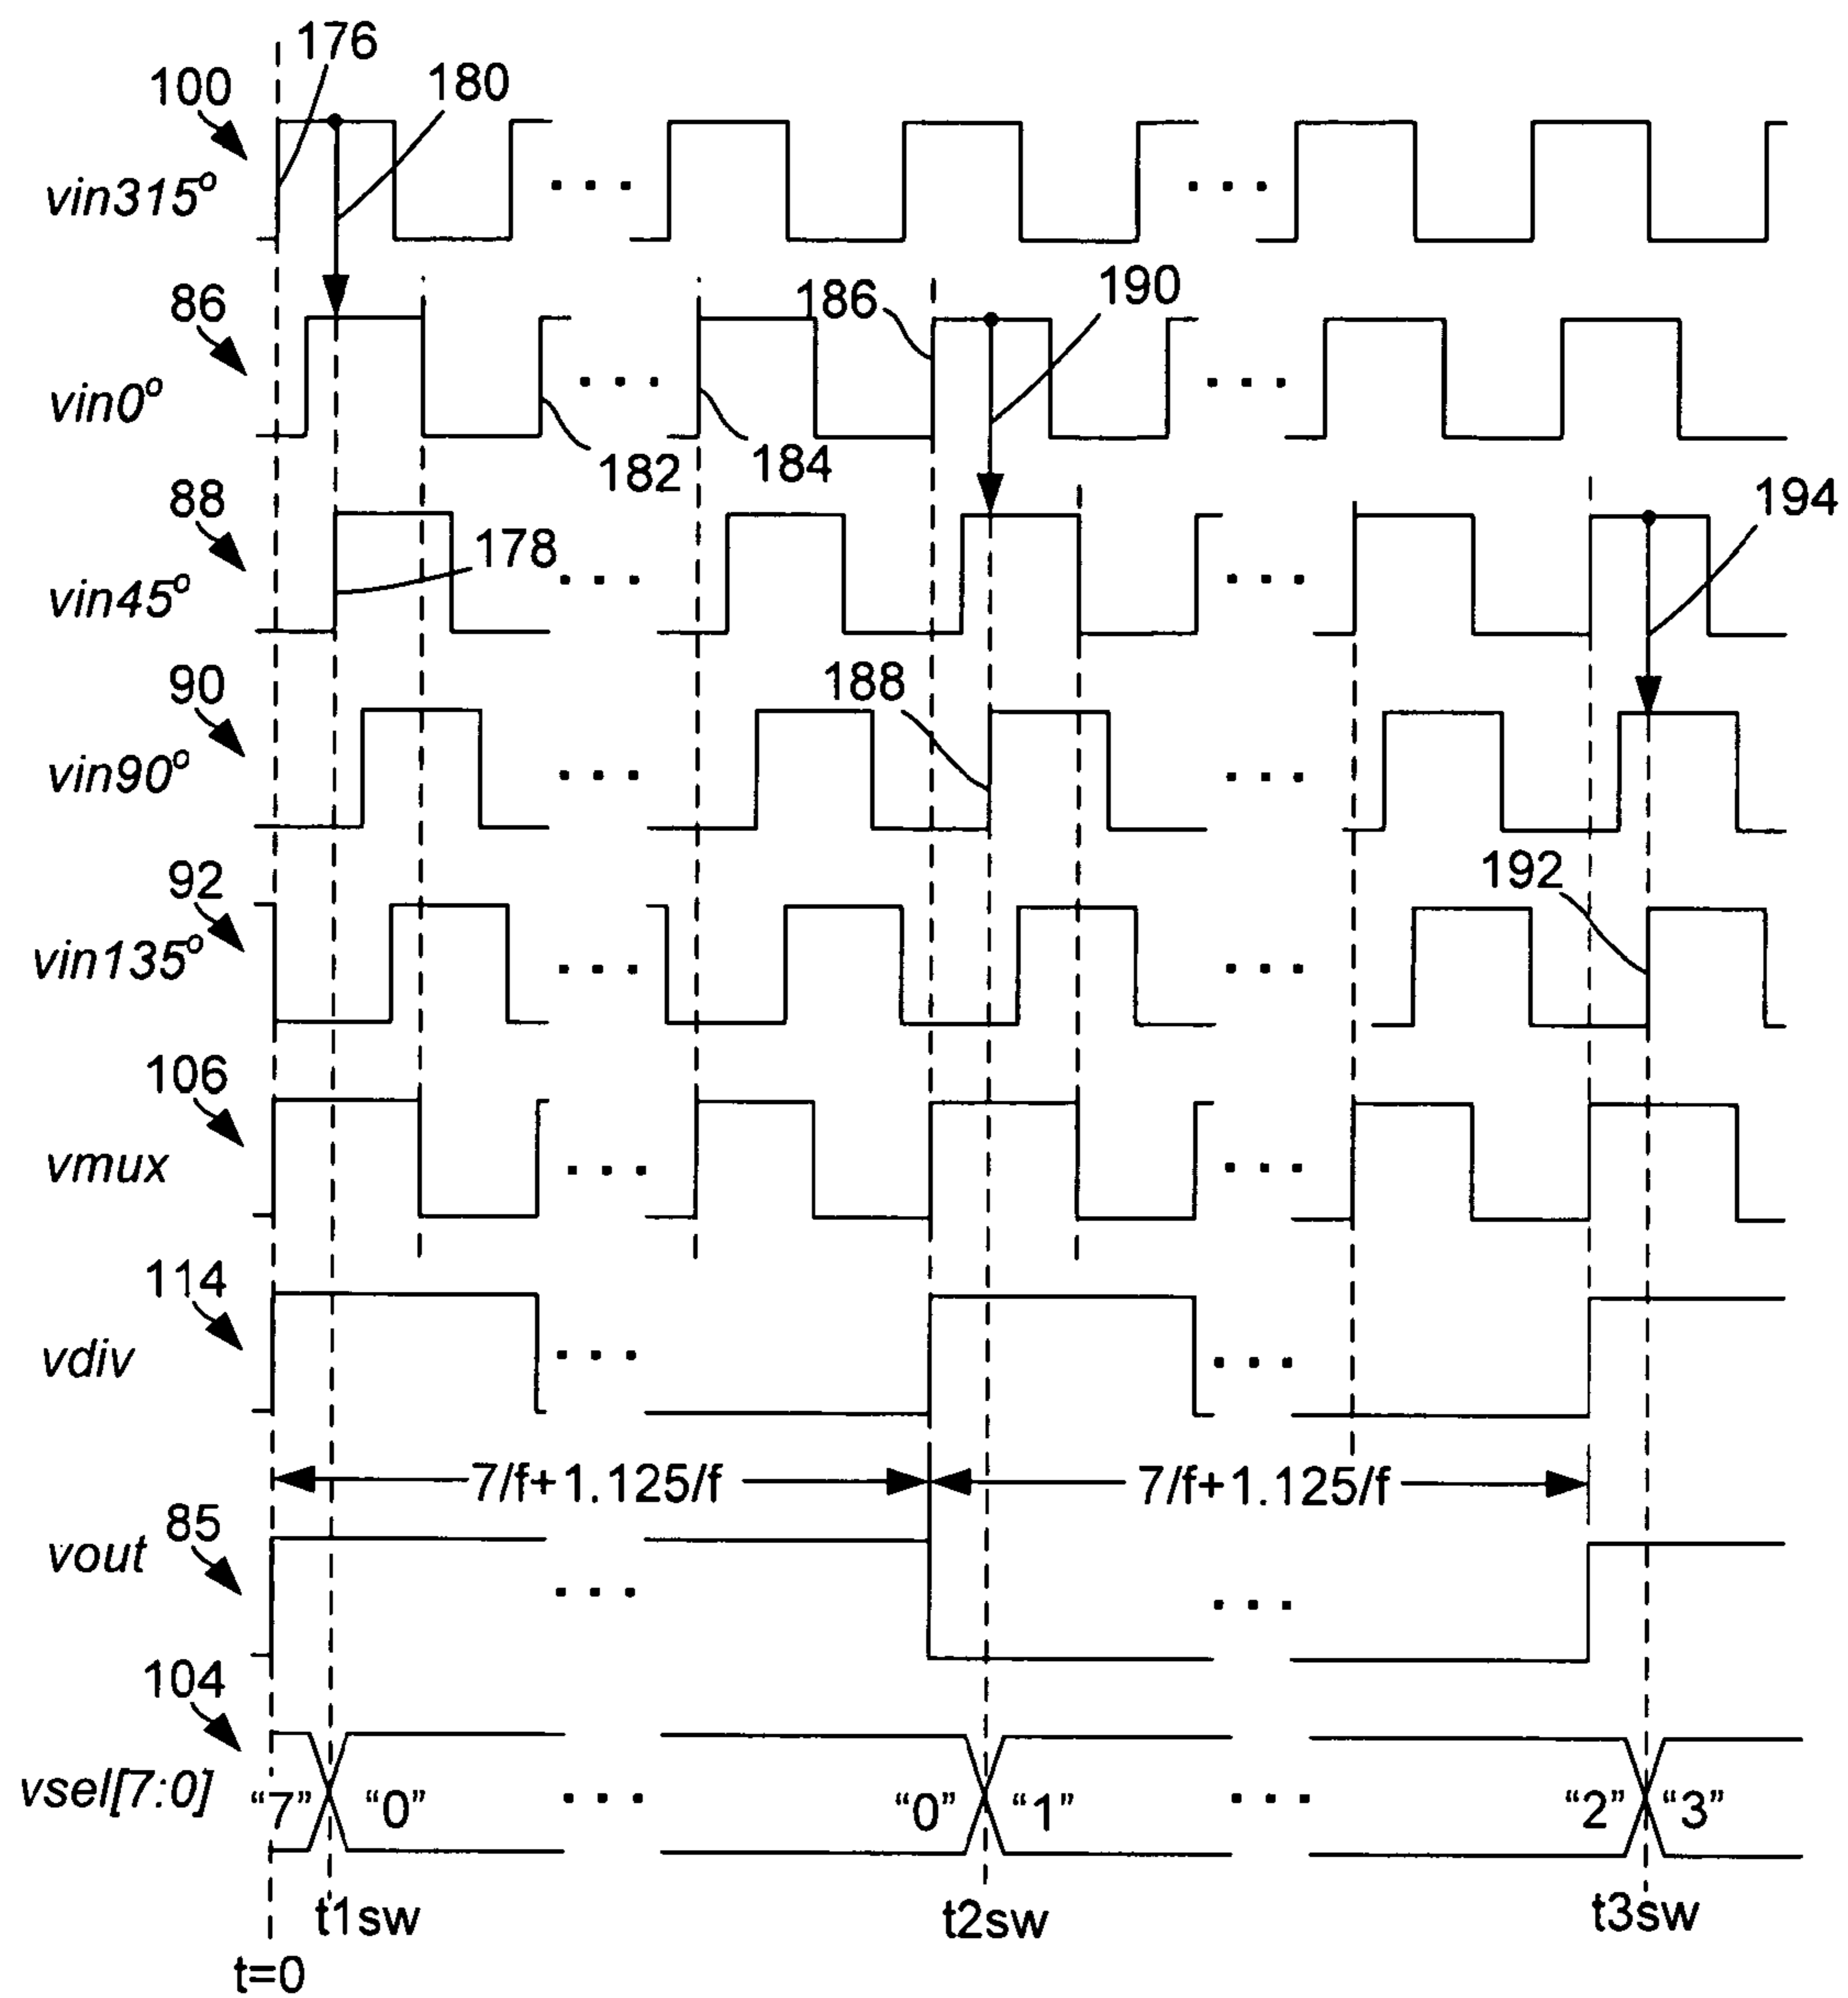 176
180
100
vin315°
186
190
86
vin0°
182
184
194
88
vin45°
178
188
90
vin90°
192
92
vin135°
106
vmux
114
vdiv
7/f+1.125/f
7/f+1.125/f
85
vout
104
vsel[7:0]
“7”
“0”
“0”
“1”
“2”
“3”
t1sw
t2sw
t3sw
t=0